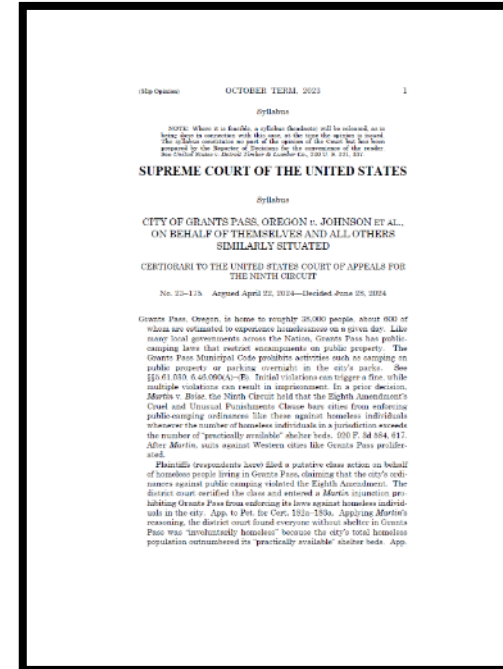 (Slip Opinion) OCTOBER TERM, 2023 1
Syllabus
NOTE: Where it is feasible, a syllabus (headnote) will be released, as is
being done in connection with this case, at the time the opinion is issued.
The syllabus constitutes no part of the opinion of the Court but has been
prepared by the Reporter of Decisions for the convenience of the reader.
See United States v. Detroit Timber & Lumber Co., 200 U. S. 321, 337.
SUPREME COURT OF THE UNITED STATES
Syllabus
CITY OF GRANTS PASS, OREGON v. JOHNSON ET AL.,
ON BEHALF OF THEMSELVES AND ALL OTHERS
SIMILARLY SITUATED
CERTIORARI TO THE UNITED STATES COURT OF APPEALS FOR
THE NINTH CIRCUIT
No. 23–175. Argued April 22, 2024—Decided June 28, 2024
Grants Pass, Oregon, is home to roughly 38,000 people, about 600 of
whom are estimated to experience homelessness on a given day. Like
many local governments across the Nation, Grants Pass has public-
camping laws that restrict encampments on public property. The
Grants Pass Municipal Code prohibits activities such as camping on
public property or parking overnight in the city's parks. See
§§5.61.030, 6.46.090(A)–(B). Initial violations can trigger a fine, while
multiple violations can result in imprisonment. In a prior decision,
Martin v. Boise, the Ninth Circuit held that the Eighth Amendment's
Cruel and Unusual Punishments Clause bars cities from enforcing
public-camping ordinances like these against homeless individuals
whenever the number of homeless individuals in a jurisdiction exceeds
the number of "practically available" shelter beds. 920 F. 3d 584, 617.
After Martin, suits against Western cities like Grants Pass prolifer-
ated.
Plaintiffs (respondents here) filed a putative class action on behalf
of homeless people living in Grants Pass, claiming that the city's ordi-
nances against public camping violated the Eighth Amendment. The
district court certified the class and entered a Martin injunction pro-
hibiting Grants Pass from enforcing its laws against homeless individ-
uals in the city. App. to Pet. for Cert. 182a–183a. Applying Martin's
reasoning, the district court found everyone without shelter in Grants
Pass was "involuntarily homeless" because the city's total homeless
population outnumbered its "practically available" shelter beds. App.